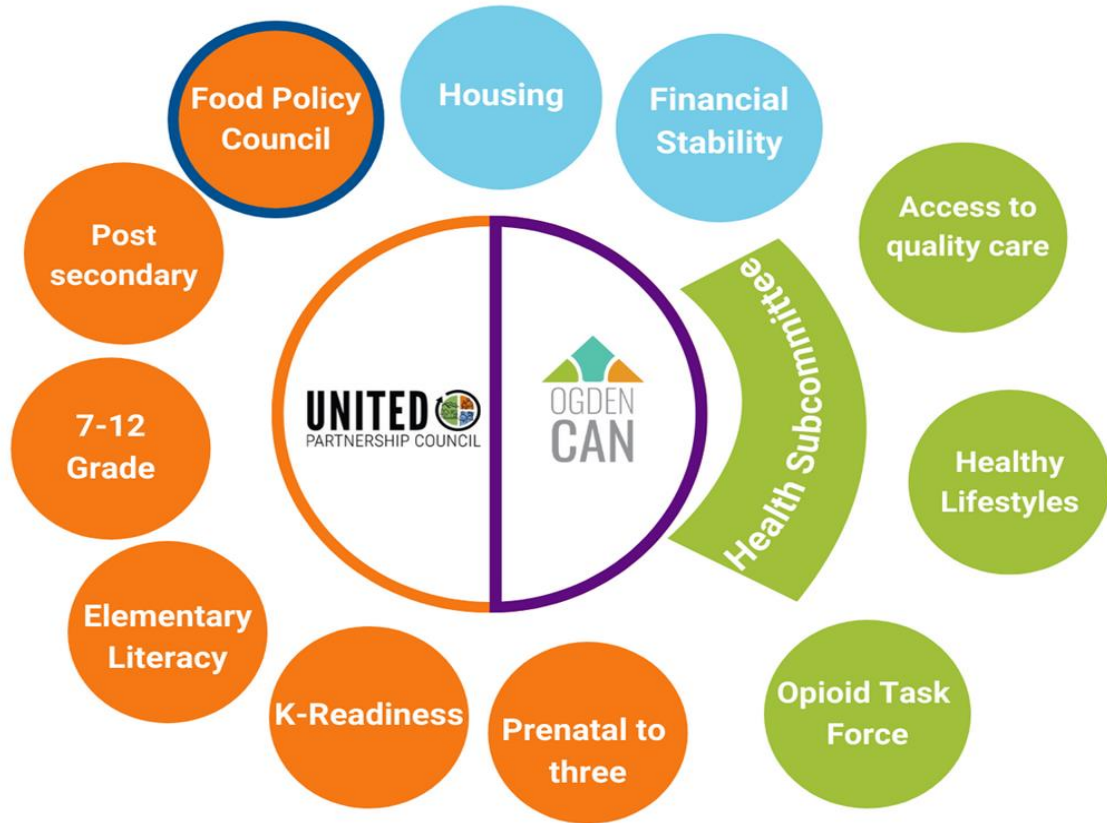 Food Policy
Council
Housing
Financial
Stability
Access to
quality care
Post
secondary
Health Subcommmittee
7-12
Grade
UNITED
PARTNERSHIP COUNCIL
OGDEN
CAN
Healthy
Lifestyles
Elementary
Literacy
K-Readiness
Prenatal to
three
Opioid Task
Force